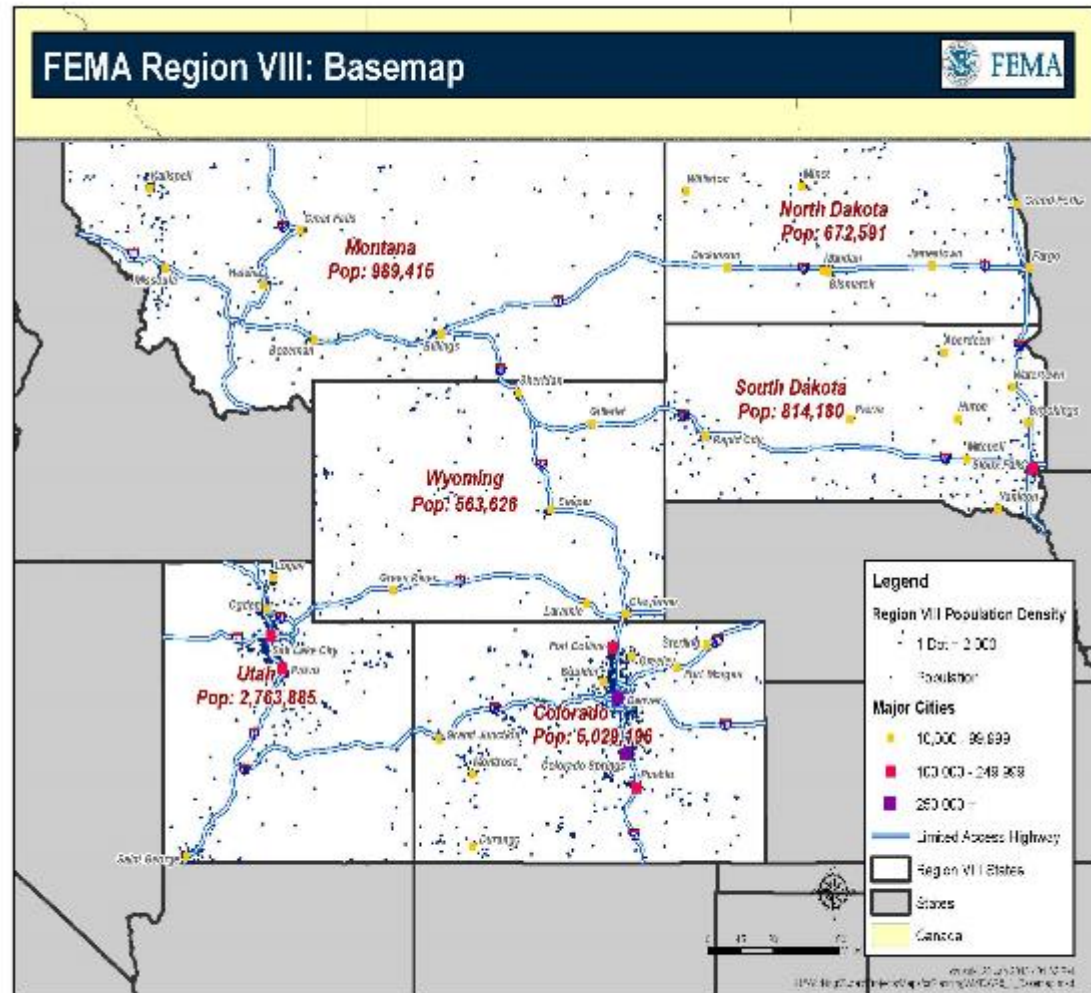 FEMA Region VIII: Basemap
FEMA
Kalispell
Great Falls
Montana
Pop: 989,415
Missoula
Helena
Bozeman
Billings
Williston
Minot
North Dakota
Pop: 672,591
Grand Forks
Dickinson
Mandan
Bismarck
Jamestown
Fargo
Aberdeen
Watertown
South Dakota
Pop: 814,180
Pierre
Huron
Brookings
Rapid City
Mitchell
Sioux Falls
Yankton
Sheridan
Gillette
Wyoming
Pop: 563,626
Casper
Green River
Laramie
Cheyenne
Logan
Ogden
Salt Lake City
Provo
Utah
Pop: 2,763,885
Saint George
Fort Collins
Greeley
Sterling
Boulder
Fort Morgan
Denver
Colorado
Pop: 5,029,196
Grand Junction
Colorado Springs
Montrose
Pueblo
Durango
Legend
Region VIII Population Density
1 Dot = 2,000
Population
Major Cities
10,000 - 99,999
100,000 - 249,999
250,000 +
Limited Access Highway
Region VIII States
States
Canada